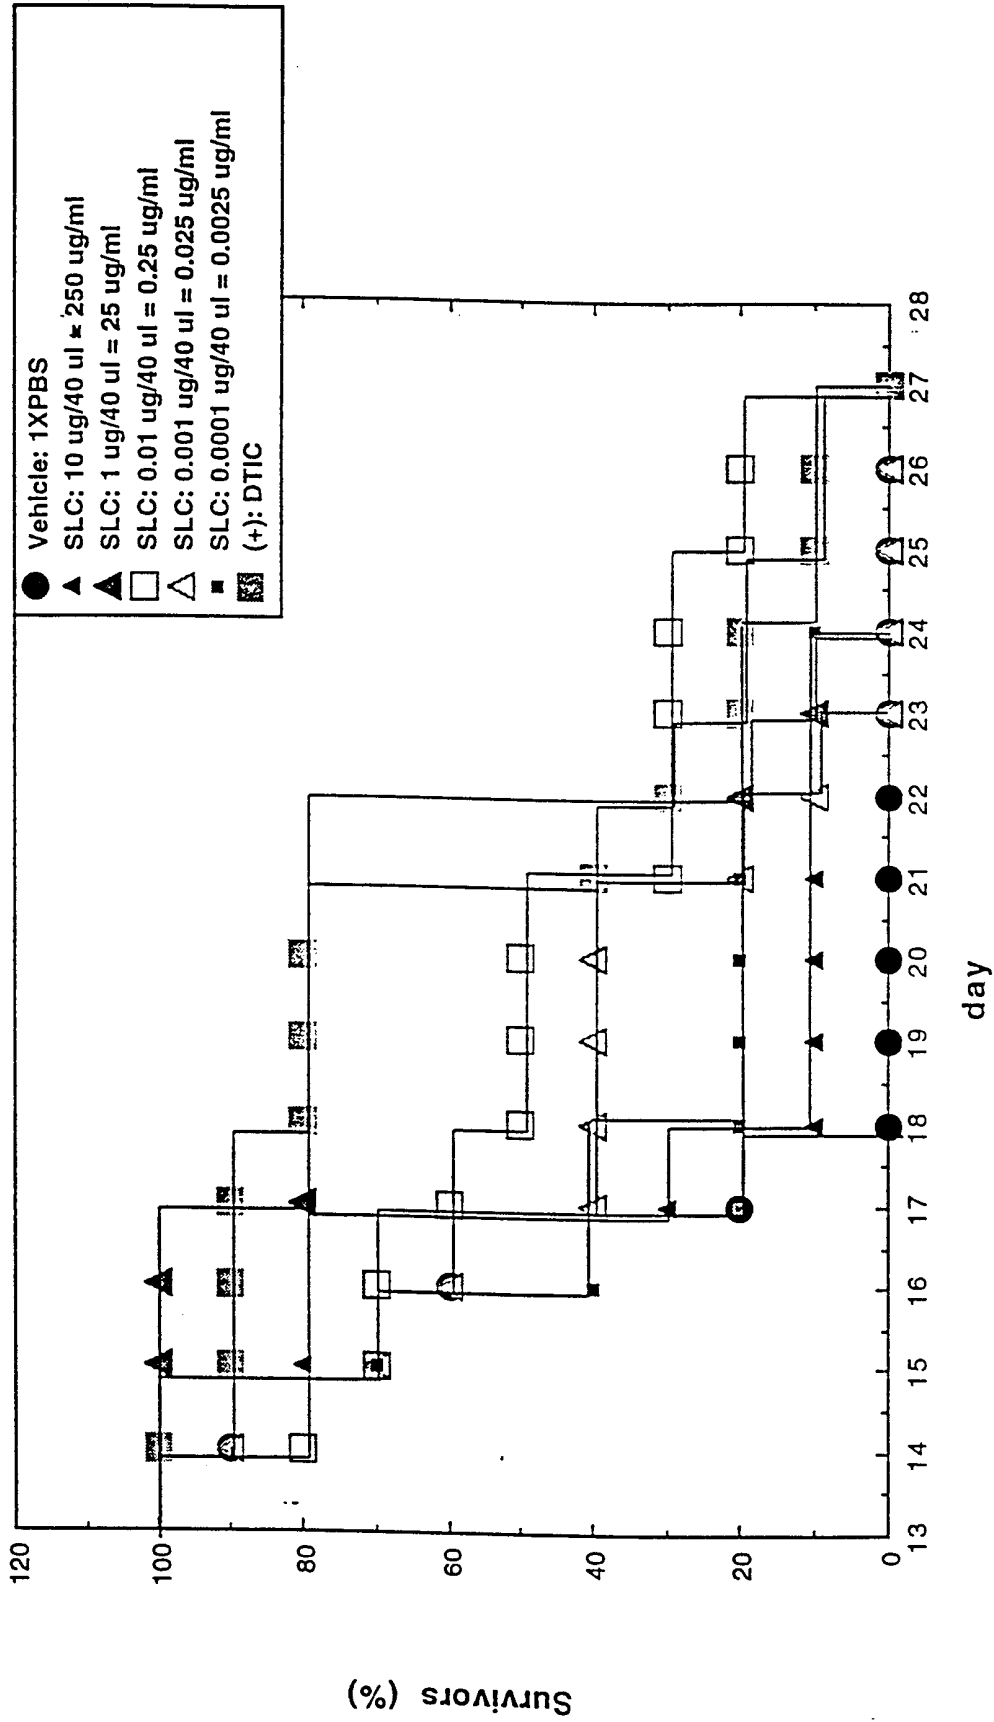 Vehicle: 1XPBS
SLC: 10 ug/40 ul = 250 ug/ml
SLC: 1 ug/40 ul = 25 ug/ml
SLC: 0.01 ug/40 ul = 0.25 ug/ml
SLC: 0.001 ug/40 ul = 0.025 ug/ml
SLC: 0.0001 ug/40 ul = 0.0025 ug/ml
(+): DTIC
Survivors (%)
120
100
80
60
40
20
0
13 14 15 16 17 18 19 20 21 22 23 24 25 26 27 28
day